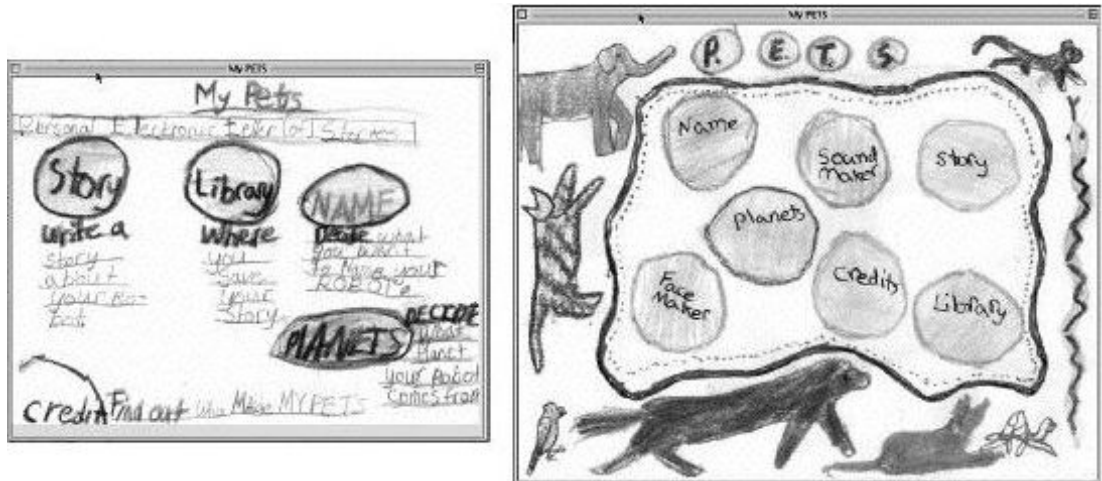 My PETS
My Pets
Personal Electronic Teller of Stories
Story
write a
story
about
your Ro-
bot
Library
Where
you
save
your
story
NAME
Decide what
you want
to Name your
ROBOT
PLANETS
DECIDE
what
Planet
your Robot
Comes from
credit
Find out who Made MY PETS
My PETS
P. E. T. S
Name
Sound
Maker
Story
planets
Face
Maker
Credits
Library